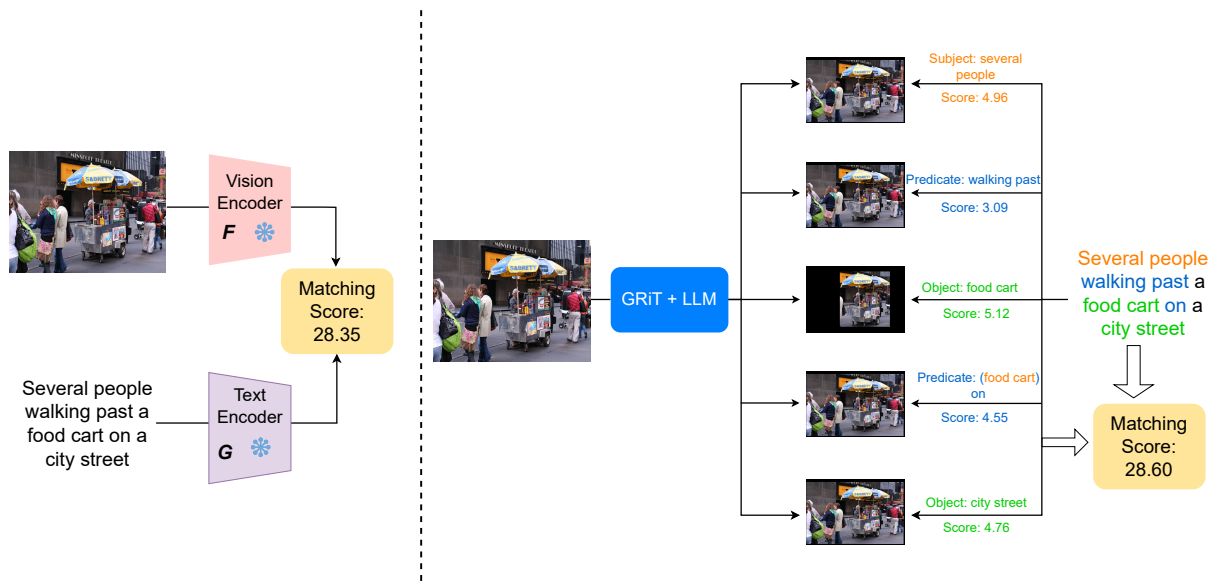 Vision
Encoder
F
Matching
Score:
28.35
Several people
walking past a
food cart on a
city street
Text
Encoder
G
SABRETT
GRiT + LLM
Subject: several
people
Score: 4.96
Predicate: walking past
Score: 3.09
Object: food cart
Score: 5.12
Predicate: (food cart)
on
Score: 4.55
Object: city street
Score: 4.76
Several people
walking past a
food cart on a
city street
Matching
Score:
28.60